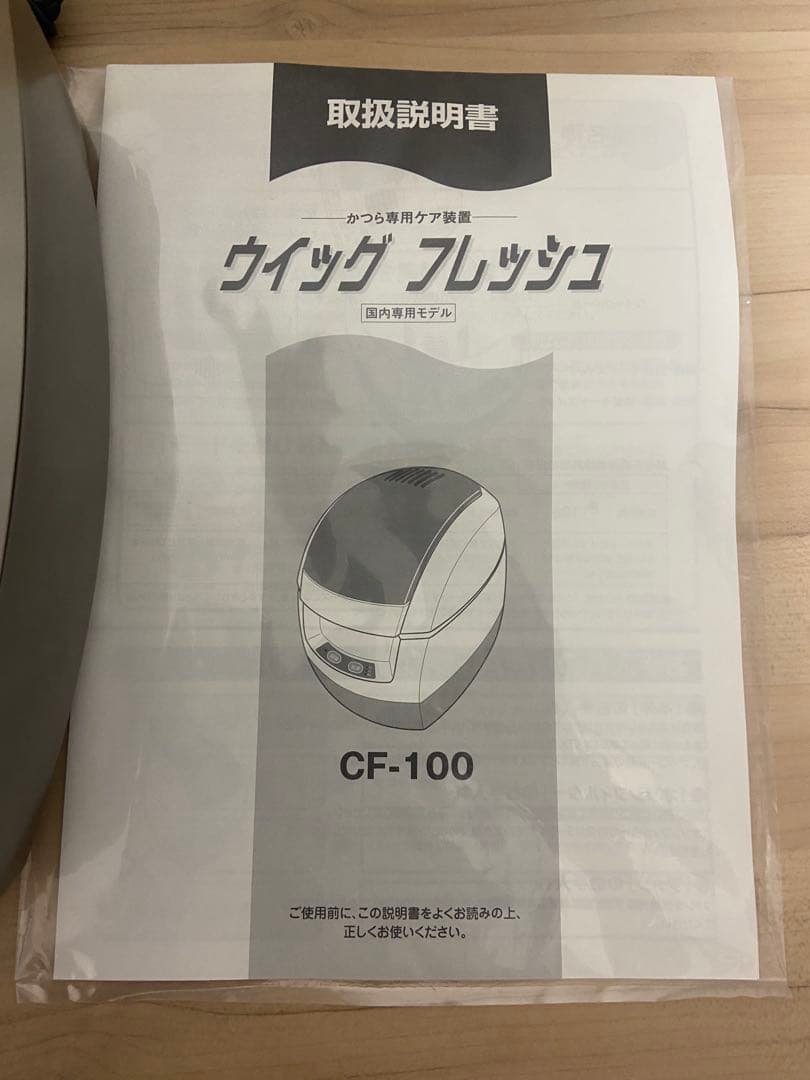 取扱説明書
かつら専用ケア装置
ウイッグ フレッシュ
国内専用モデル
CF-100
ご使用前に、この説明書をよくお読みの上、
正しくお使いください。